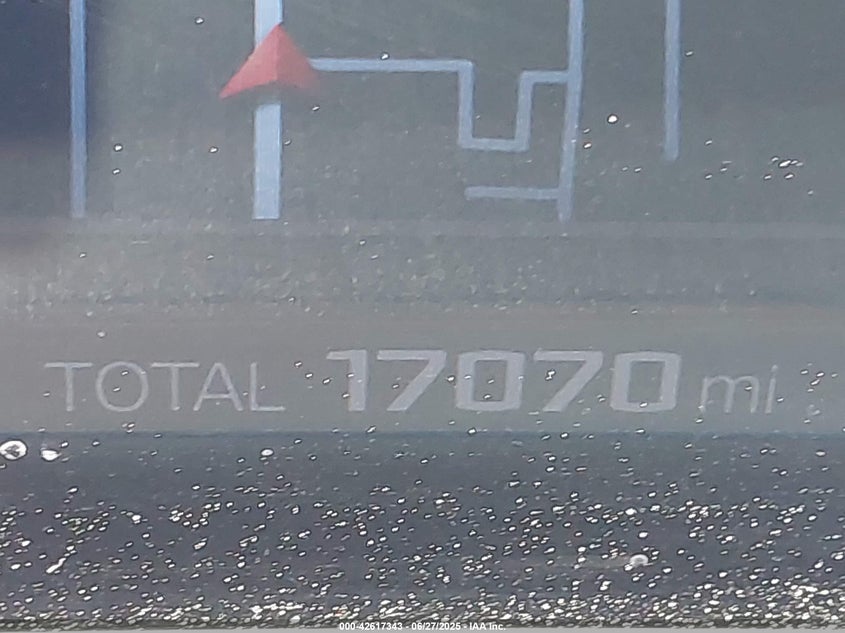 TOTAL 17070 mi
000-42617343 - 06/27/2025 - IAA Inc.